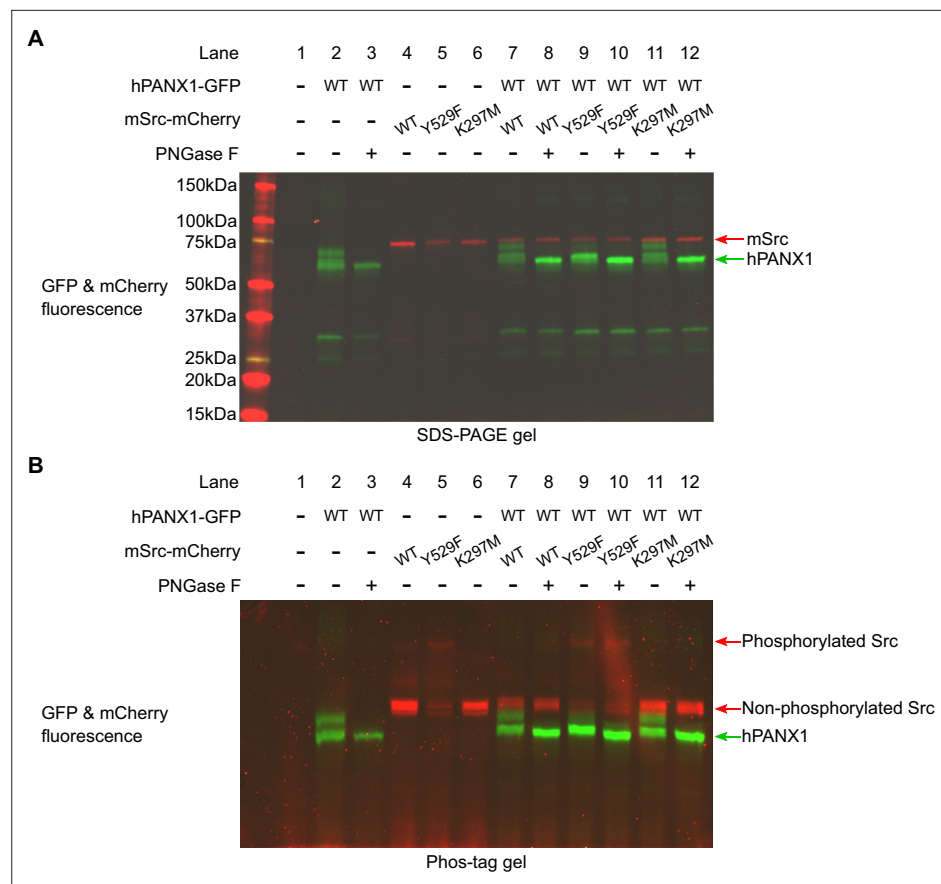 A
Lane 1 2 3 4 5 6 7 8 9 10 11 12
hPANX1-GFP – WT WT – – – WT WT WT WT WT WT
mSrc-mCherry – – – WT Y529F K297M WT WT Y529F Y529F K297M K297M
PNGase F – – + – – – – + – + – +
150kDa
100kDa
75kDa
mSrc
hPANX1
50kDa
GFP & mCherry
fluorescence
37kDa
25kDa
20kDa
15kDa
SDS-PAGE gel
B
Lane 1 2 3 4 5 6 7 8 9 10 11 12
hPANX1-GFP – WT WT – – – WT WT WT WT WT WT
mSrc-mCherry – – – WT Y529F K297M WT WT Y529F Y529F K297M K297M
PNGase F – – + – – – – + – + – +
Phosphorylated Src
GFP & mCherry
fluorescence
Non-phosphorylated Src
hPANX1
Phos-tag gel